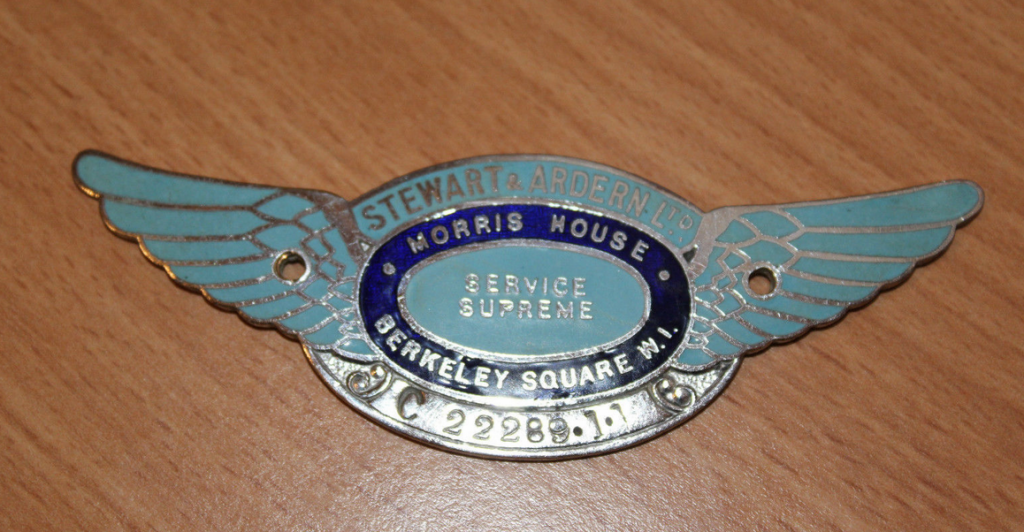 STEWART & ARDERN LTD
• MORRIS HOUSE •
SERVICE
SUPREME
BERKELEY SQUARE W.I.
C 22289·1·1